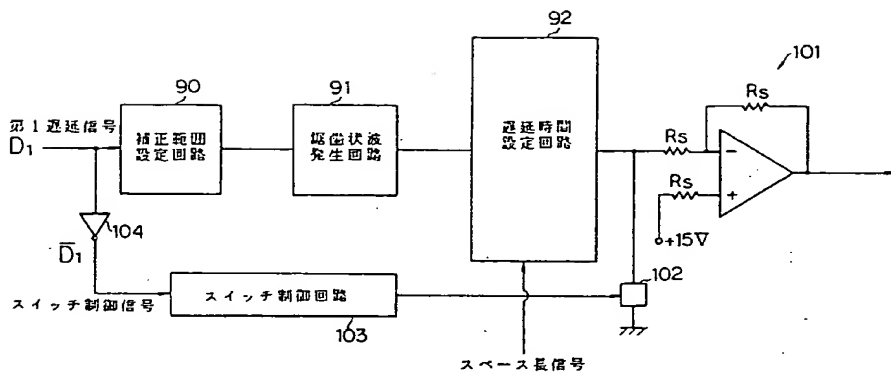 92
101
90
91
Rs
第1遅延信号
D1
補正範囲
設定回路
鋸歯状波
発生回路
遅延時間
設定回路
Rs
−
Rs
+
104
D̅1
+15V
102
スイッチ制御信号
スイッチ制御回路
103
スペース長信号